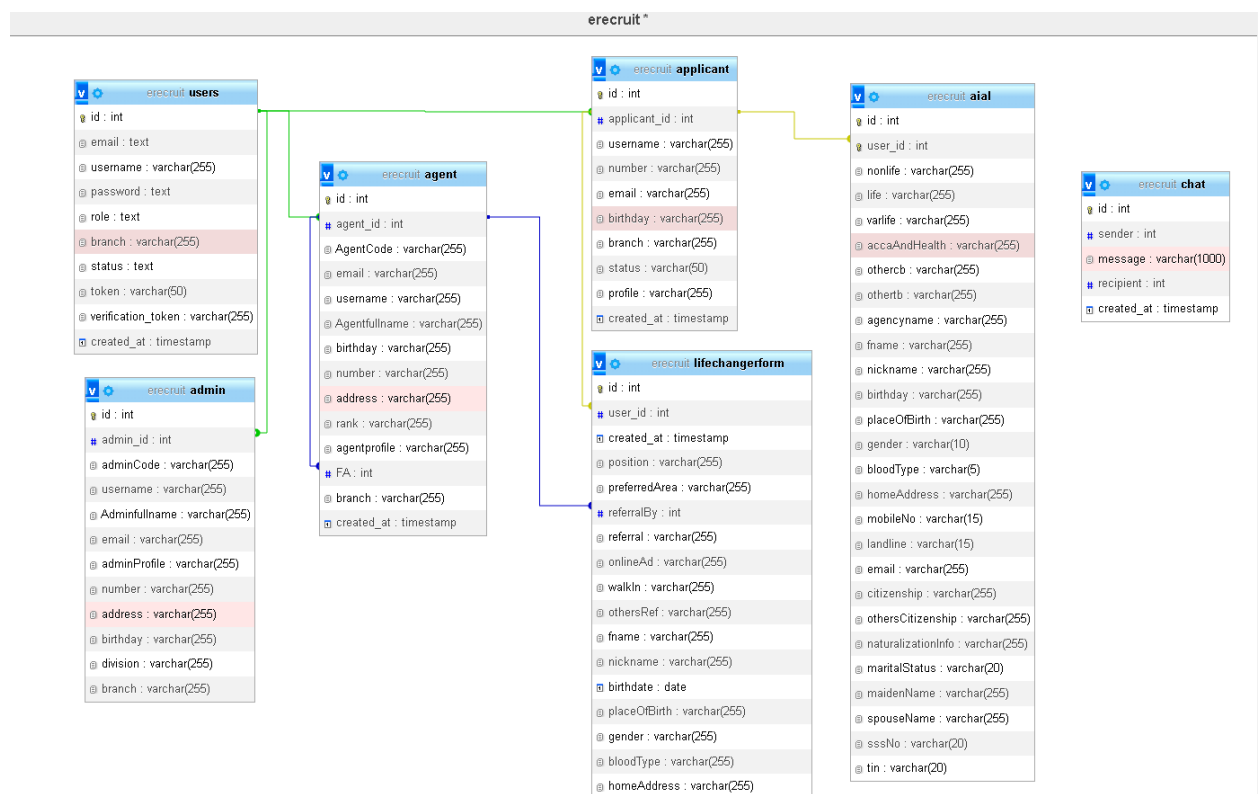 erecruit *
erecruit users
id : int
email : text
username : varchar(255)
password : text
role : text
branch : varchar(255)
status : text
token : varchar(50)
verification_token : varchar(255)
created_at : timestamp
erecruit admin
id : int
admin_id : int
adminCode : varchar(255)
username : varchar(255)
Adminfullname : varchar(255)
email : varchar(255)
adminProfile : varchar(255)
number : varchar(255)
address : varchar(255)
birthday : varchar(255)
division : varchar(255)
branch : varchar(255)
erecruit agent
id : int
agent_id : int
AgentCode : varchar(255)
email : varchar(255)
username : varchar(255)
Agentfullname : varchar(255)
birthday : varchar(255)
number : varchar(255)
address : varchar(255)
rank : varchar(255)
agentprofile : varchar(255)
FA : int
branch : varchar(255)
created_at : timestamp
erecruit applicant
id : int
applicant_id : int
username : varchar(255)
number : varchar(255)
email : varchar(255)
birthday : varchar(255)
branch : varchar(255)
status : varchar(50)
profile : varchar(255)
created_at : timestamp
erecruit lifechangerform
id : int
user_id : int
created_at : timestamp
position : varchar(255)
preferredArea : varchar(255)
referralBy : int
referral : varchar(255)
onlineAd : varchar(255)
walkIn : varchar(255)
othersRef : varchar(255)
fname : varchar(255)
nickname : varchar(255)
birthdate : date
placeOfBirth : varchar(255)
gender : varchar(255)
bloodType : varchar(255)
homeAddress : varchar(255)
erecruit aial
id : int
user_id : int
nonlife : varchar(255)
life : varchar(255)
varlife : varchar(255)
accaAndHealth : varchar(255)
othercb : varchar(255)
othertb : varchar(255)
agencyname : varchar(255)
fname : varchar(255)
nickname : varchar(255)
birthday : varchar(255)
placeOfBirth : varchar(255)
gender : varchar(10)
bloodType : varchar(5)
homeAddress : varchar(255)
mobileNo : varchar(15)
landline : varchar(15)
email : varchar(255)
citizenship : varchar(255)
othersCitizenship : varchar(255)
naturalizationInfo : varchar(255)
maritalStatus : varchar(20)
maidenName : varchar(255)
spouseName : varchar(255)
sssNo : varchar(20)
tin : varchar(20)
erecruit chat
id : int
sender : int
message : varchar(1000)
recipient : int
created_at : timestamp